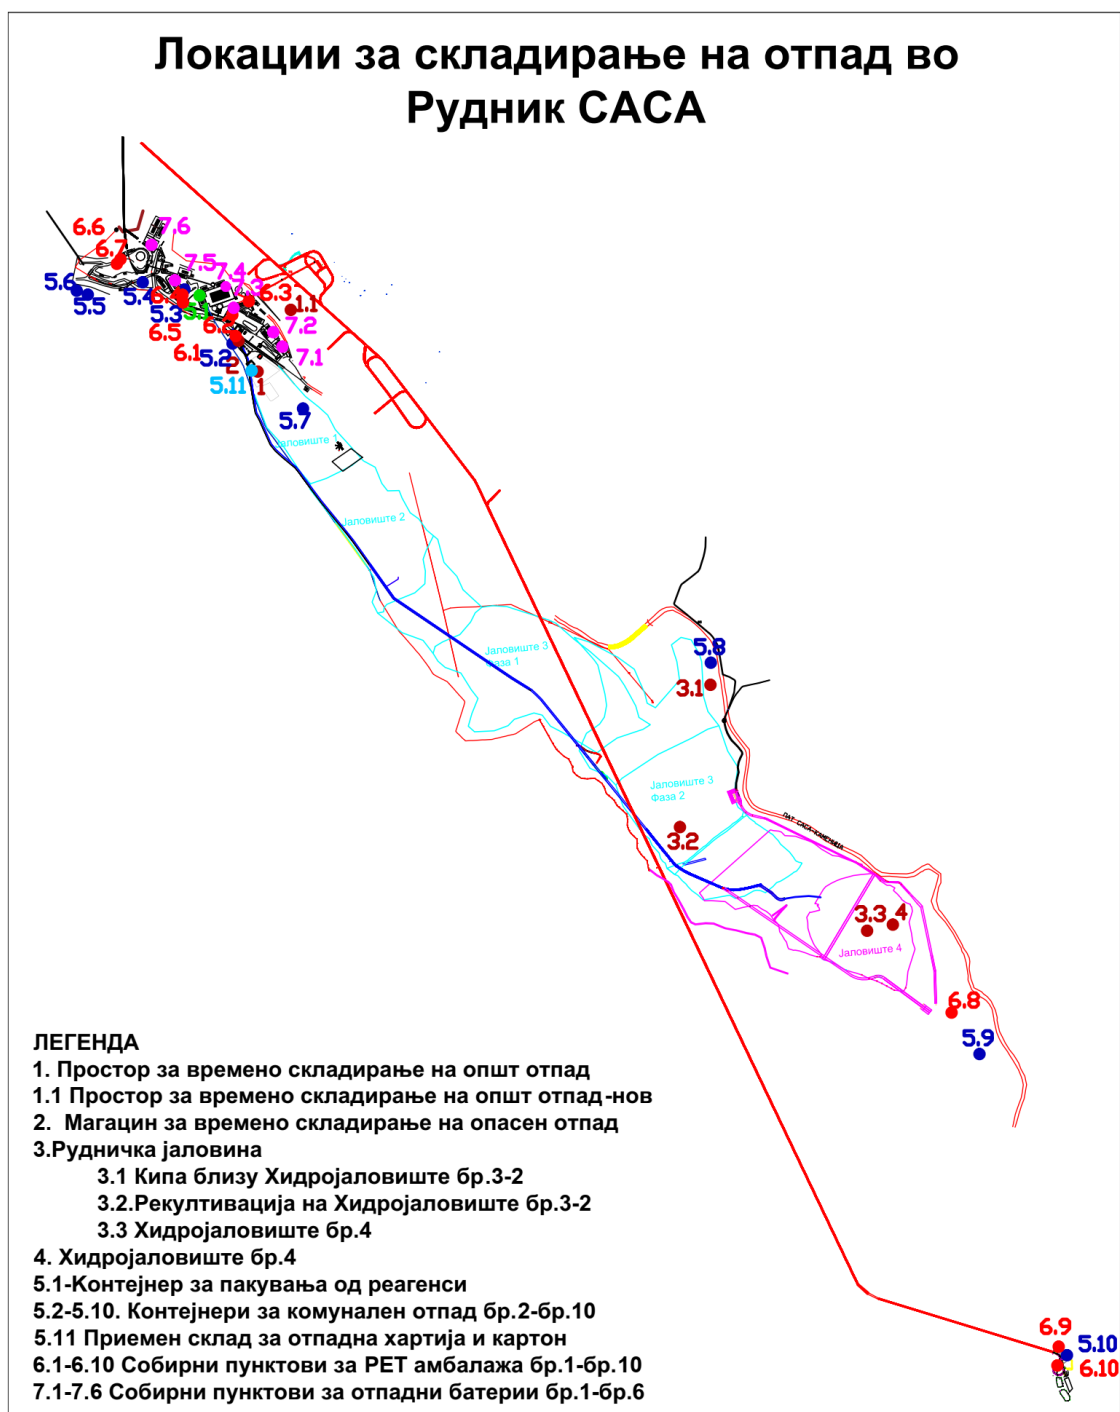 Локации за складирање на отпад во
Рудник САСА
6.6
7.6
6.7
7.5
7.4
5.6
5.5
5.4
6.4
5.1
7.3
6.3
1.1
5.3
6.5
6.2
7.2
6.1
5.2
7.1
2
1
5.11
5.7
Јаловиште 1
Јаловиште 2
Јаловиште 3
Фаза 1
5.8
3.1
Јаловиште 3
Фаза 2
ПАТ САСА-КАМЕНИЦА
3.2
3.3
4
Јаловиште 4
6.8
5.9
ЛЕГЕНДА
1. Простор за времено складирање на општ отпад
1.1 Простор за времено складирање на општ отпад-нов
2. Магацин за времено складирање на опасен отпад
3.Рудничка јаловина
3.1 Кипа близу Хидројаловиште бр.3-2
3.2.Рекултивација на Хидројаловиште бр.3-2
3.3 Хидројаловиште бр.4
4. Хидројаловиште бр.4
5.1-Контејнер за пакувања од реагенси
5.2-5.10. Контејнери за комунален отпад бр.2-бр.10
5.11 Приемен склад за отпадна хартија и картон
6.1-6.10 Собирни пунктови за РЕТ амбалажа бр.1-бр.10
7.1-7.6 Собирни пунктови за отпадни батерии бр.1-бр.6
6.9
5.10
6.10